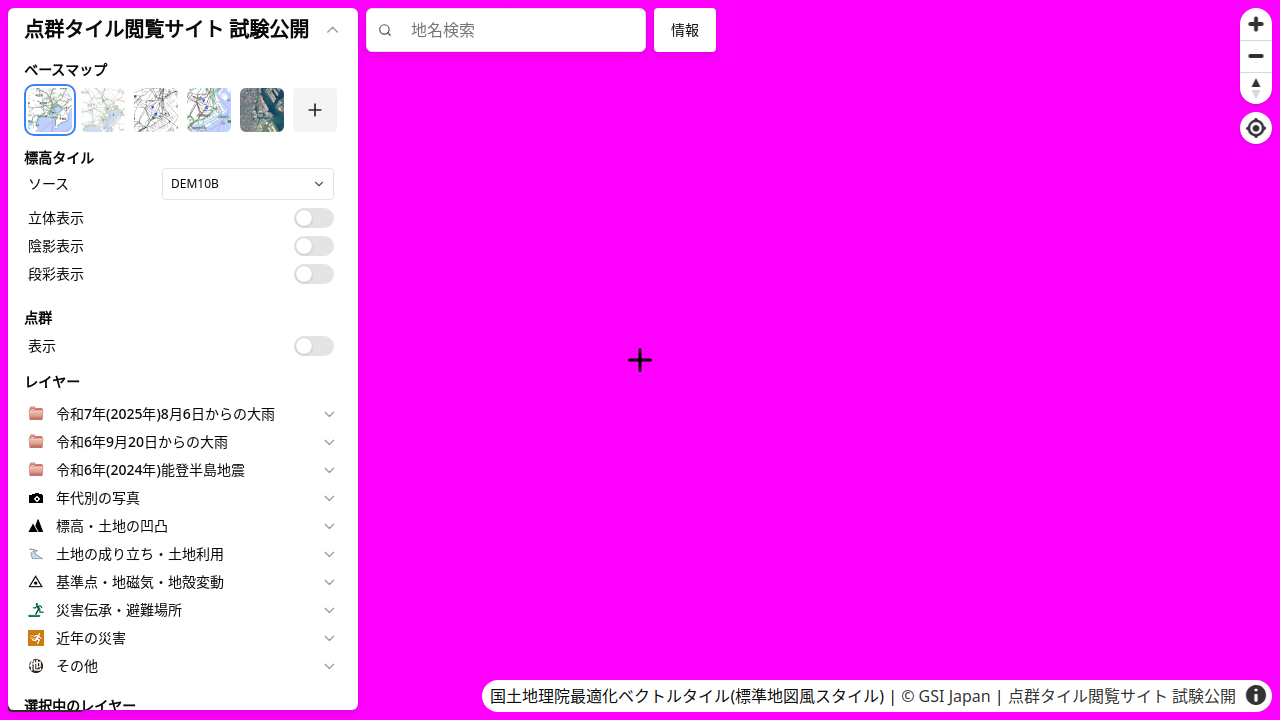 点群タイル閲覧サイト 試験公開
地名検索
情報
ベースマップ
標高タイル
ソース
DEM10B
立体表示
陰影表示
段彩表示
点群
表示
レイヤー
令和7年(2025年)8月6日からの大雨
令和6年9月20日からの大雨
令和6年(2024年)能登半島地震
年代別の写真
標高・土地の凹凸
土地の成り立ち・土地利用
基準点・地磁気・地殻変動
災害伝承・避難場所
近年の災害
その他
選択中のレイヤー
国土地理院最適化ベクトルタイル(標準地図風スタイル) | © GSI Japan | 点群タイル閲覧サイト 試験公開